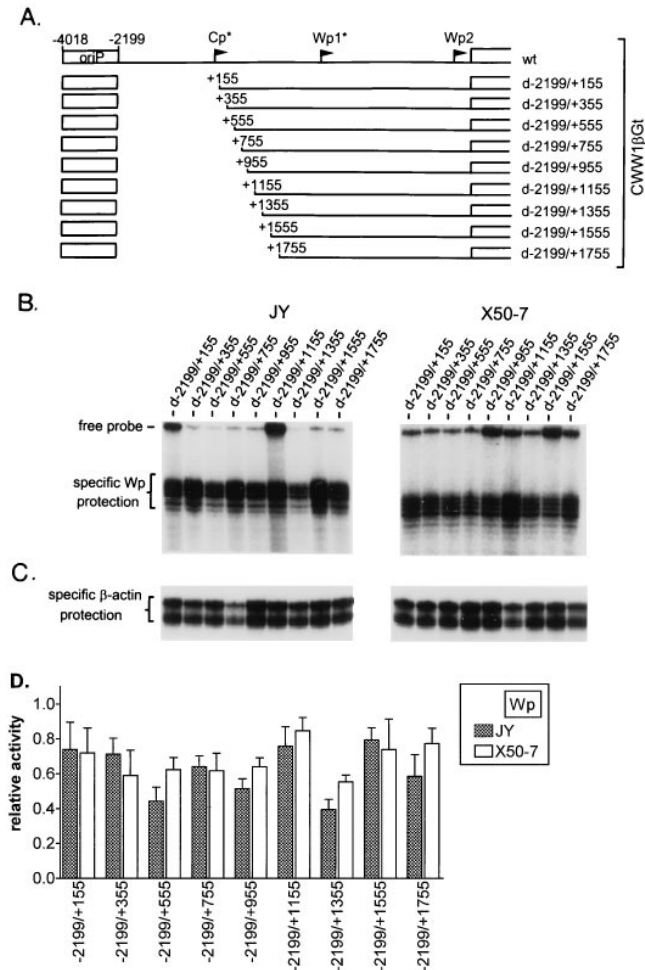 A.
-4018 -2199 Cp* Wp1* Wp2
oriP wt
+155 d-2199/+155
+355 d-2199/+355
+555 d-2199/+555
+755 d-2199/+755
+955 d-2199/+955
+1155 d-2199/+1155
+1355 d-2199/+1355
+1555 d-2199/+1555
+1755 d-2199/+1755
CWW1βGt
B.
JY X50-7
d-2199/+155 d-2199/+355 d-2199/+555 d-2199/+755 d-2199/+955 d-2199/+1155 d-2199/+1355 d-2199/+1555 d-2199/+1755
d-2199/+155 d-2199/+355 d-2199/+555 d-2199/+755 d-2199/+955 d-2199/+1155 d-2199/+1355 d-2199/+1555 d-2199/+1755
free probe –
specific Wp
protection
C.
specific β-actin
protection
D.
Wp
JY
X50-7
relative activity
1.0
0.8
0.6
0.4
0.2
0.0
-2199/+155 -2199/+355 -2199/+555 -2199/+755 -2199/+955 -2199/+1155 -2199/+1355 -2199/+1555 -2199/+1755